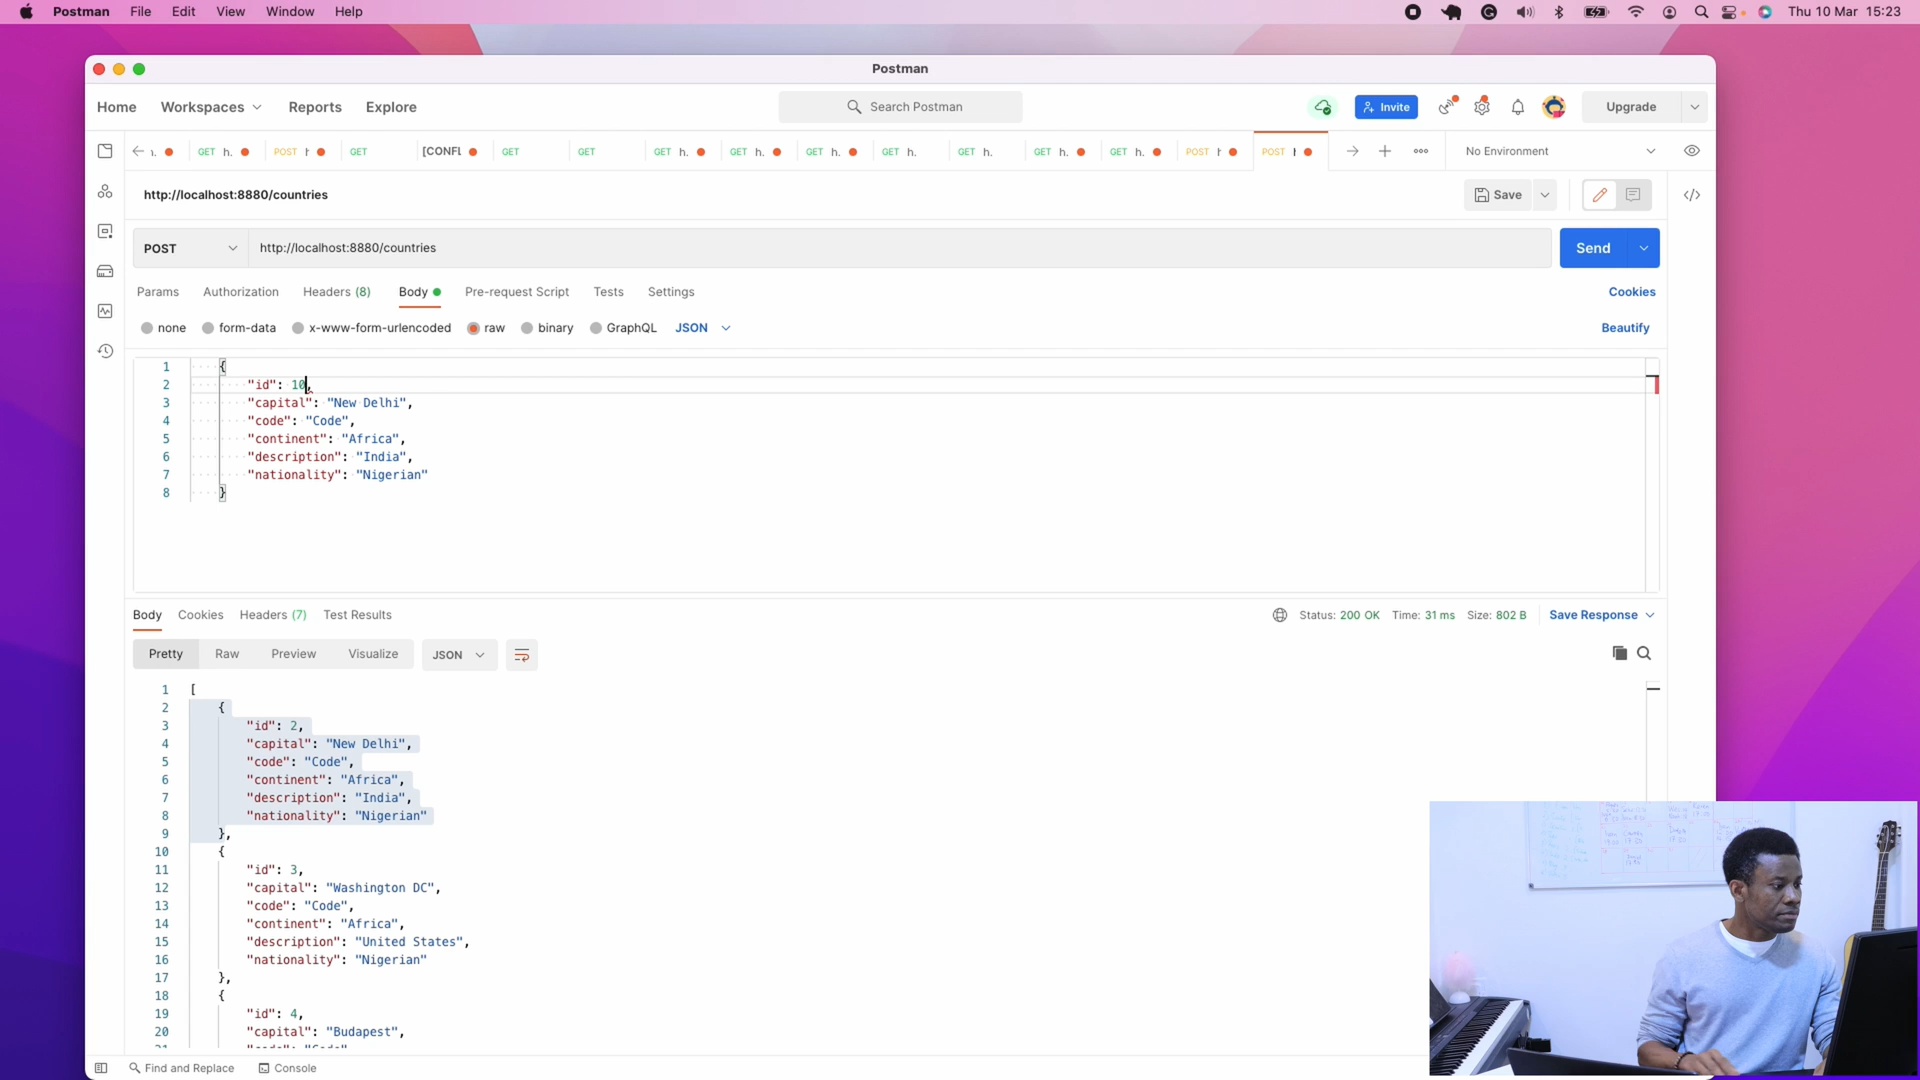 Postman File Edit View Window Help Thu 10 Mar 15:23
Postman
Home Workspaces Reports Explore Search Postman Invite Upgrade
GET h. POST GET [CONFL GET GET GET h. GET h. GET h. GET h. GET h. GET h. GET h. POST POST No Environment
http://localhost:8880/countries Save
POST http://localhost:8880/countries Send
Params Authorization Headers (8) Body Pre-request Script Tests Settings Cookies
none form-data x-www-form-urlencoded raw binary GraphQL JSON Beautify
1 {
2 "id": 10,
3 "capital": "New Delhi",
4 "code": "Code",
5 "continent": "Africa",
6 "description": "India",
7 "nationality": "Nigerian"
8 }
Body Cookies Headers (7) Test Results Status: 200 OK Time: 31 ms Size: 802 B Save Response
Pretty Raw Preview Visualize JSON
1 [
2 {
3 "id": 2,
4 "capital": "New Delhi",
5 "code": "Code",
6 "continent": "Africa",
7 "description": "India",
8 "nationality": "Nigerian"
9 },
10 {
11 "id": 3,
12 "capital": "Washington DC",
13 "code": "Code",
14 "continent": "Africa",
15 "description": "United States",
16 "nationality": "Nigerian"
17 },
18 {
19 "id": 4,
20 "capital": "Budapest",
Find and Replace Console